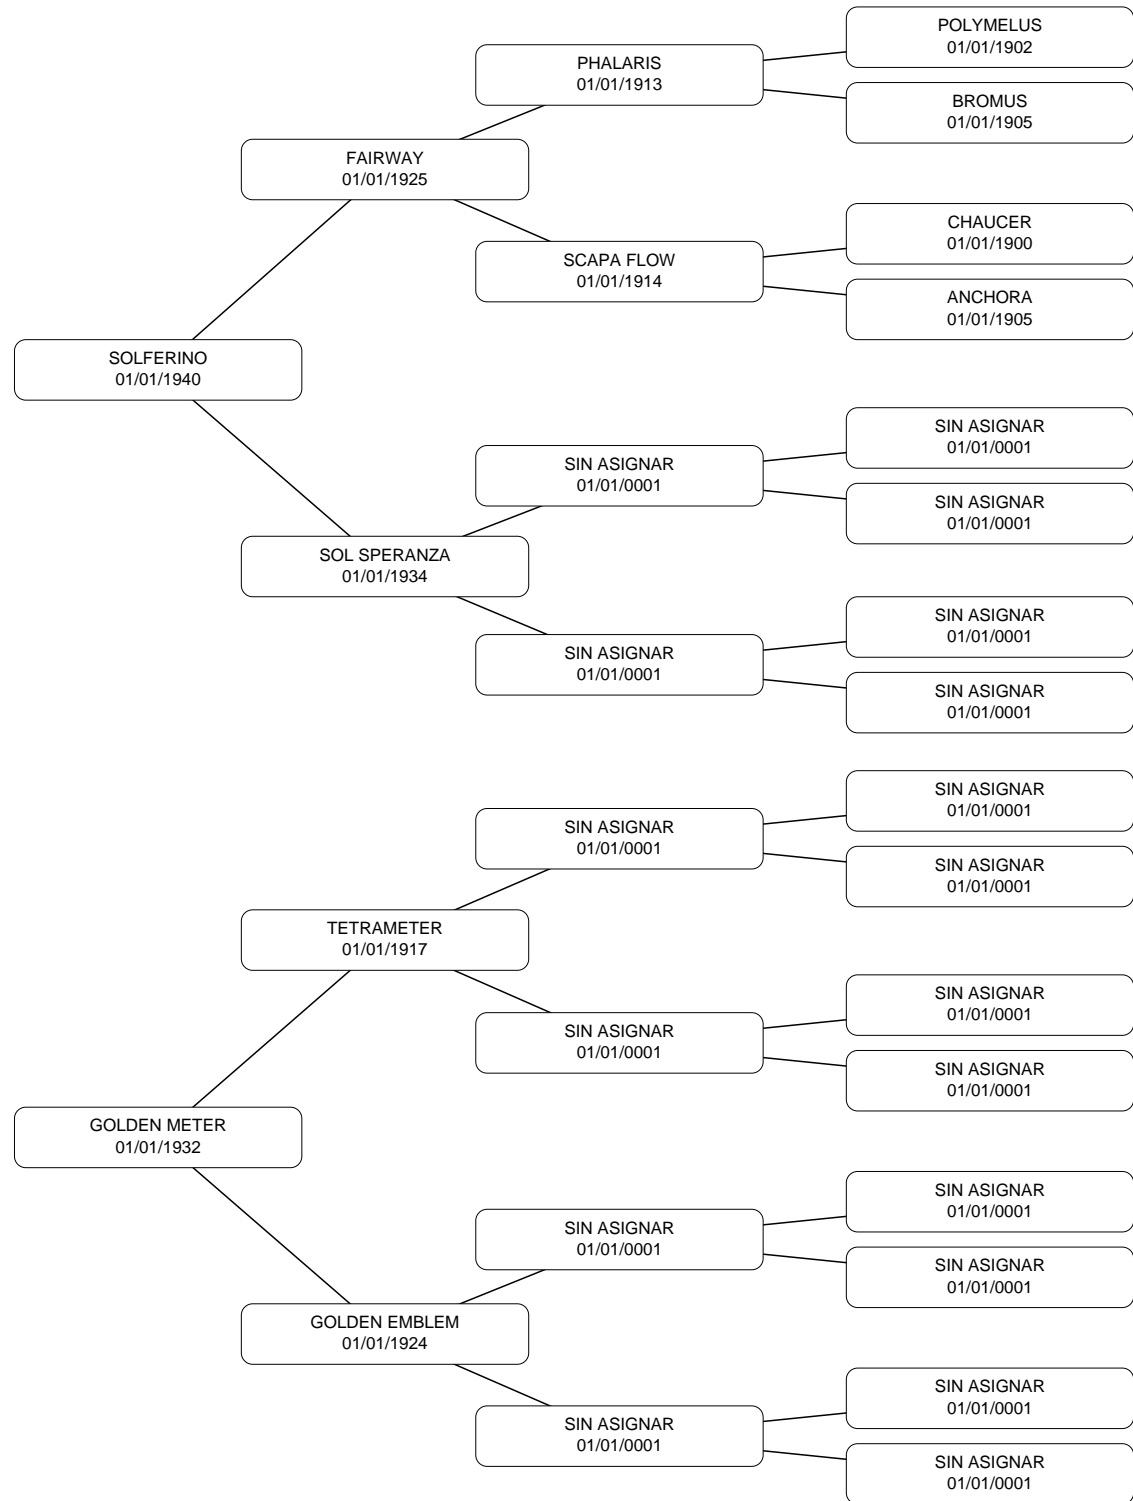 POLYMELUS
01/01/1902
PHALARIS
01/01/1913
BROMUS
01/01/1905
FAIRWAY
01/01/1925
CHAUCER
01/01/1900
SCAPA FLOW
01/01/1914
ANCHORA
01/01/1905
SOLFERINO
01/01/1940
SIN ASIGNAR
01/01/0001
SIN ASIGNAR
01/01/0001
SIN ASIGNAR
01/01/0001
SOL SPERANZA
01/01/1934
SIN ASIGNAR
01/01/0001
SIN ASIGNAR
01/01/0001
SIN ASIGNAR
01/01/0001
SIN ASIGNAR
01/01/0001
SIN ASIGNAR
01/01/0001
SIN ASIGNAR
01/01/0001
TETRAMETER
01/01/1917
SIN ASIGNAR
01/01/0001
SIN ASIGNAR
01/01/0001
SIN ASIGNAR
01/01/0001
GOLDEN METER
01/01/1932
SIN ASIGNAR
01/01/0001
SIN ASIGNAR
01/01/0001
SIN ASIGNAR
01/01/0001
GOLDEN EMBLEM
01/01/1924
SIN ASIGNAR
01/01/0001
SIN ASIGNAR
01/01/0001
SIN ASIGNAR
01/01/0001